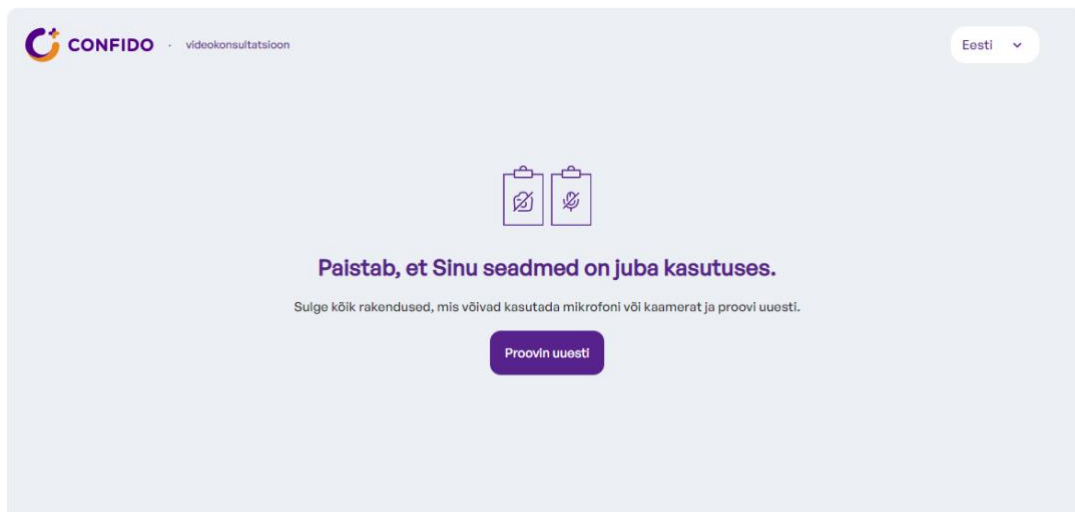 CONFIDO · videokonsultatsioon
Eesti
Paistab, et Sinu seadmed on juba kasutuses.
Sulge kõik rakendused, mis võivad kasutada mikrofoni või kaamerat ja proovi uuesti.
Proovin uuesti